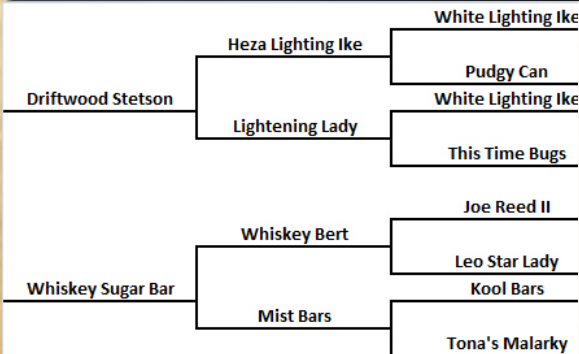 White Lighting Ike
Heza Lighting Ike
Pudgy Can
Driftwood Stetson
White Lighting Ike
Lightening Lady
This Time Bugs
Joe Reed II
Whiskey Bert
Leo Star Lady
Whiskey Sugar Bar
Kool Bars
Mist Bars
Tona's Malarky